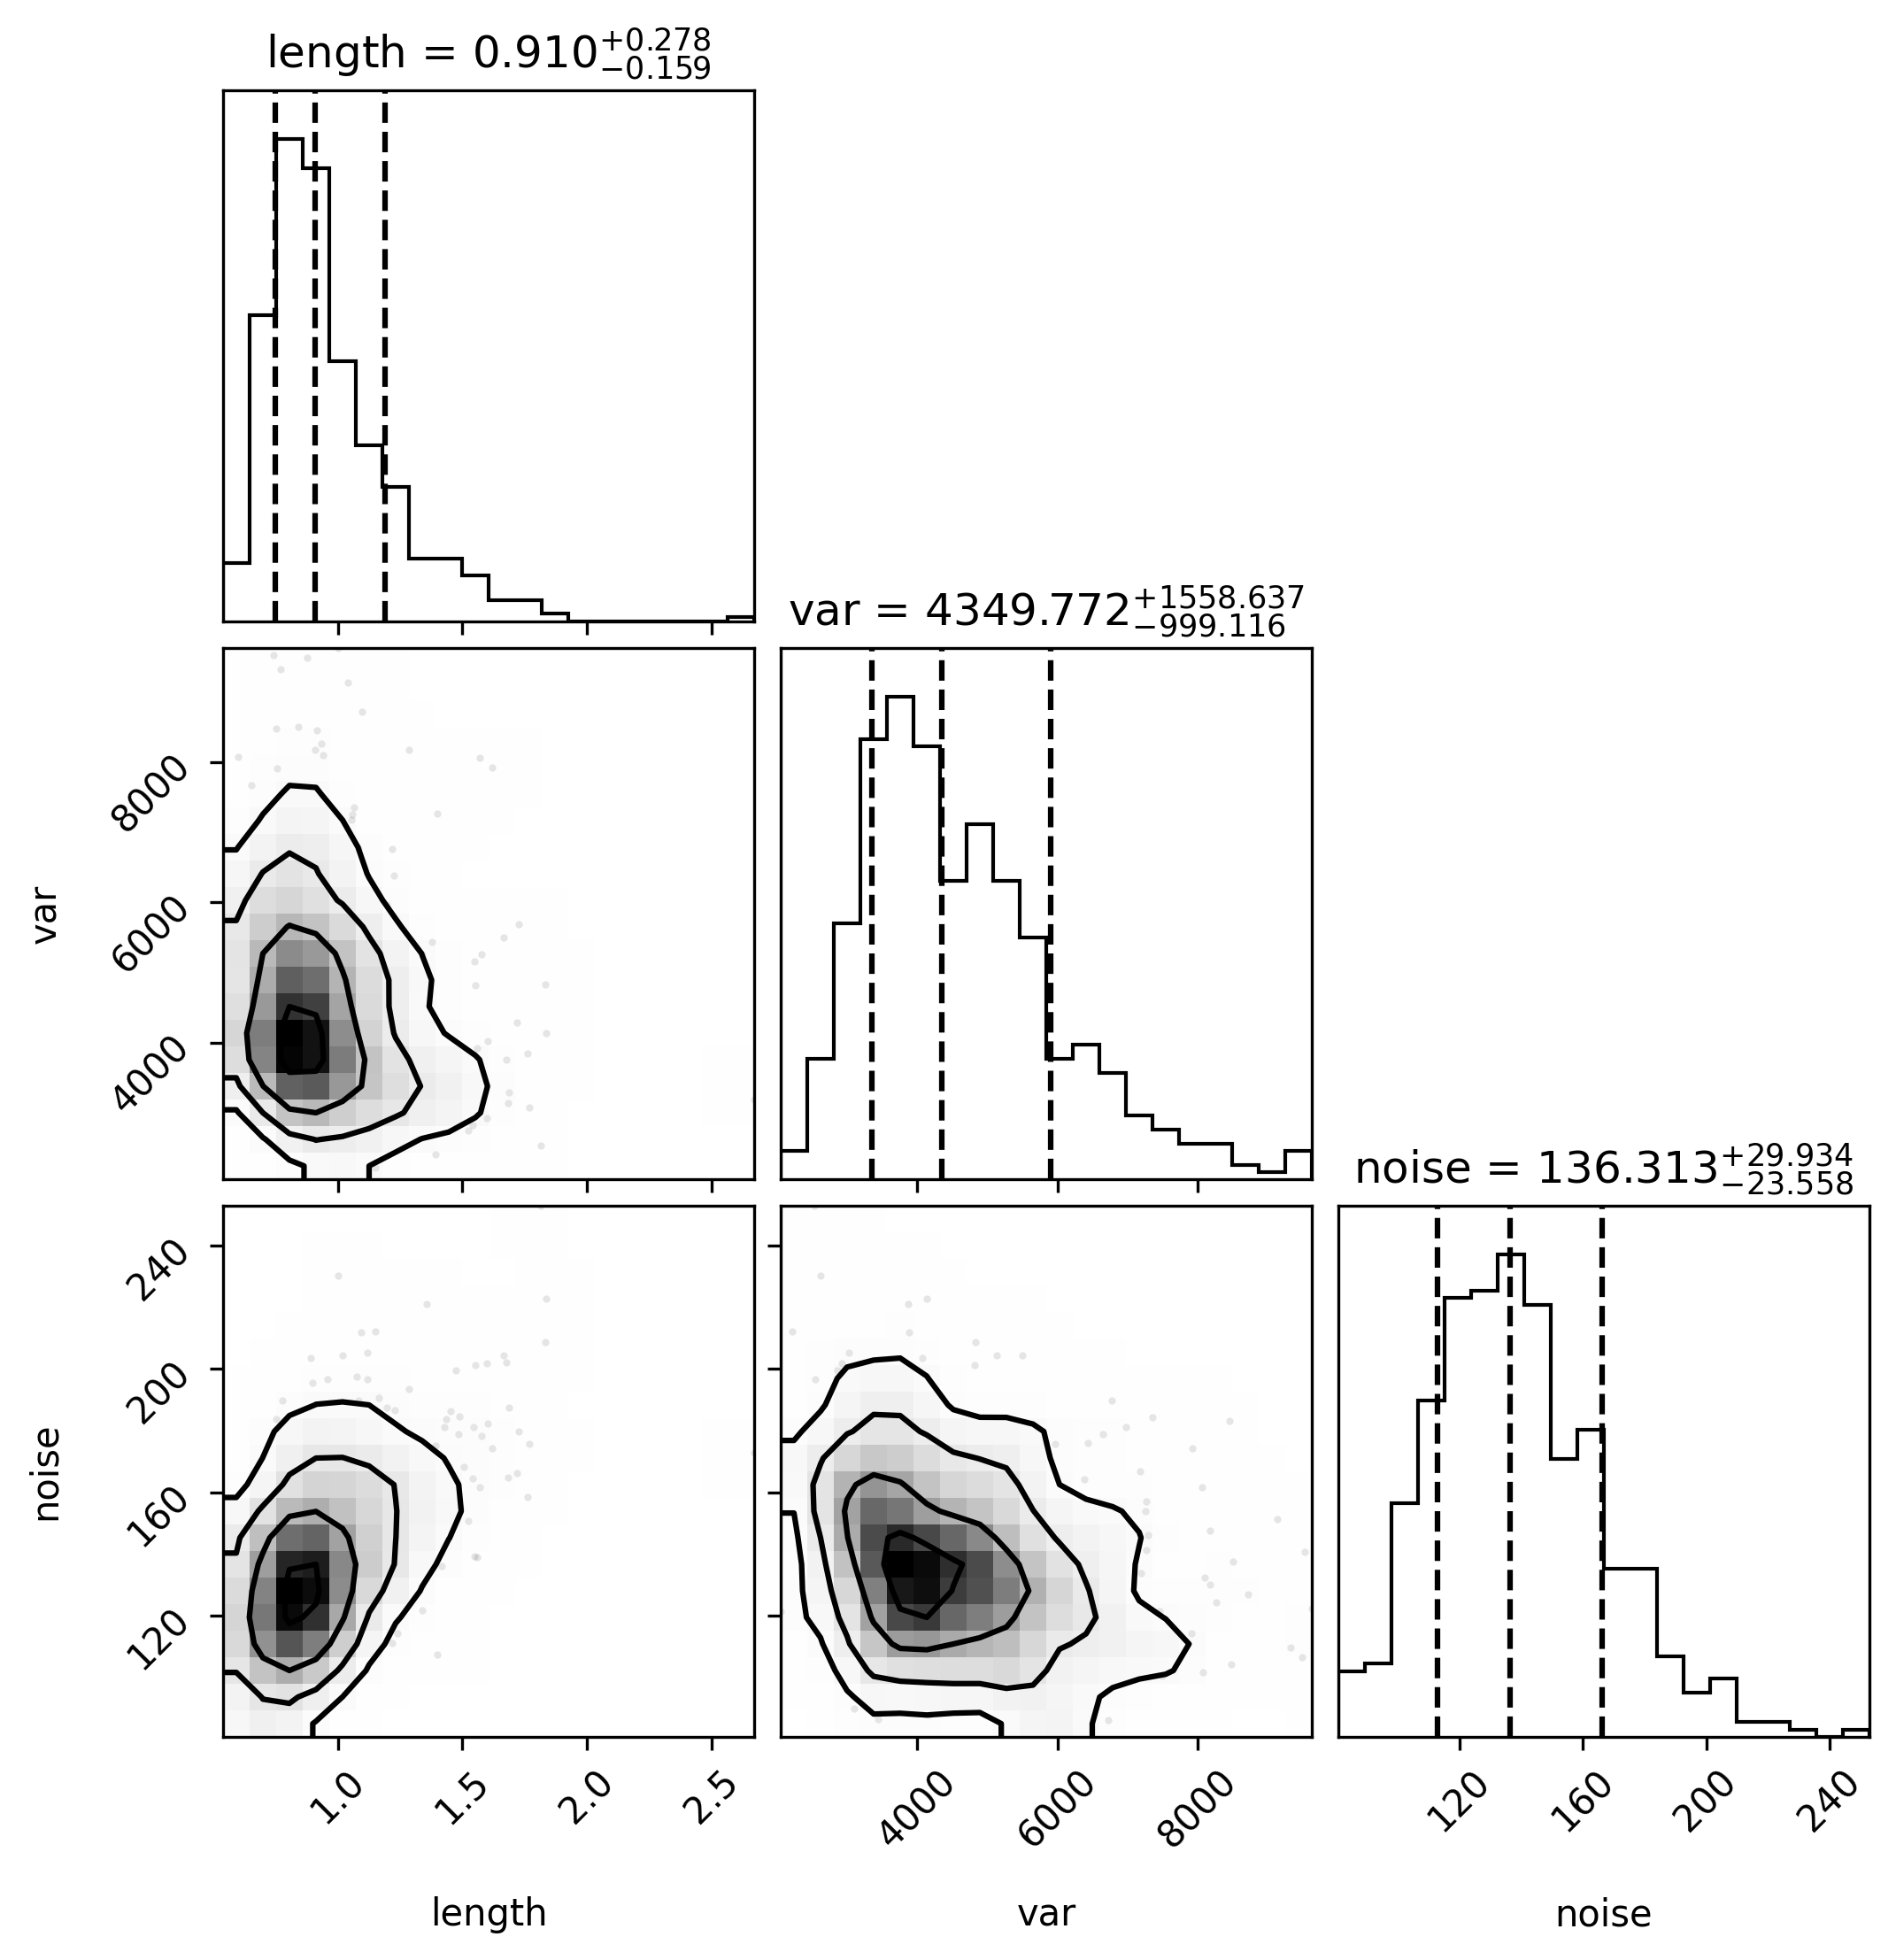 length = 0.910 +0.278 −0.159
var = 4349.772 +1558.637 −999.116
8000
6000
4000
var
noise = 136.313 +29.934 −23.558
240
200
160
120
noise
1.0 1.5 2.0 2.5
4000 6000 8000
120 160 200 240
length
var
noise